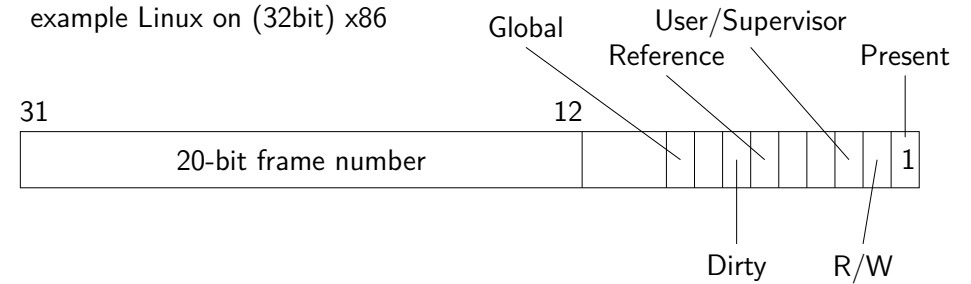 example Linux on (32bit) x86
Global
User/Supervisor
Reference
Present
31
12
20-bit frame number
1
Dirty
R/W